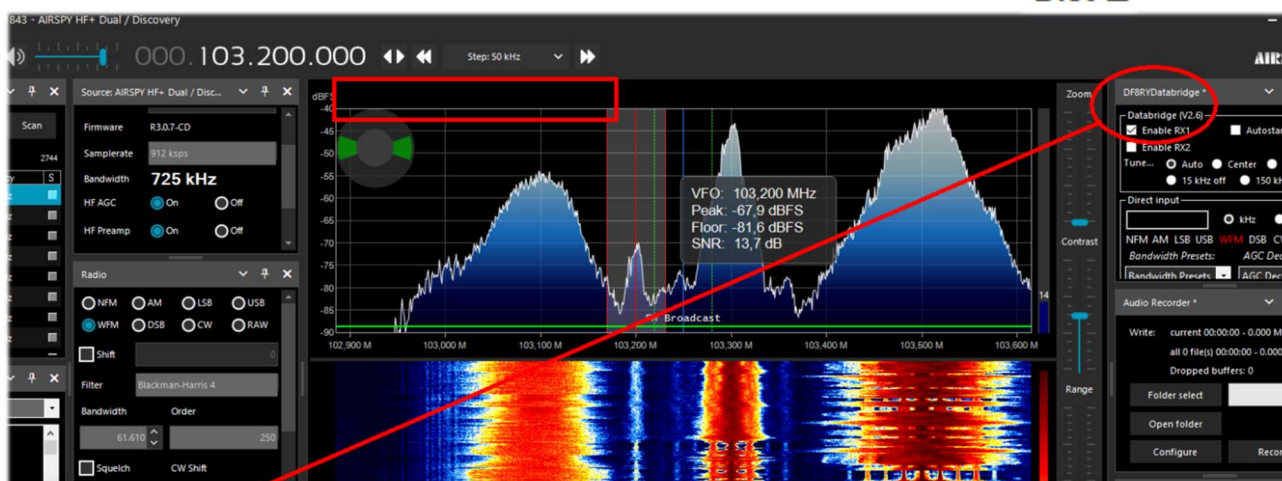 843 - AIRSPY HF+ Dual / Discovery
000.103.200.000
Step: 50 kHz
Scan
2744
S
Source: AIRSPY HF+ Dual / Disc...
Firmware R3.0.7-CD
Samplerate 912 ksps
Bandwidth 725 kHz
HF AGC On Off
HF Preamp On Off
Radio
NFM AM LSB USB
WFM DSB CW RAW
Shift 0
Filter Blackman-Harris 4
Bandwidth Order
61.610 250
Squelch CW Shift
dBFS
-40
-45
-50
-55
-60
-65
-70
-75
-80
-85
-90
VFO: 103,200 MHz
Peak: -67,9 dBFS
Floor: -81,6 dBFS
SNR: 13,7 dB
Broadcast
14
102,900 M 103,000 M 103,100 M 103,200 M 103,300 M 103,400 M 103,500 M 103,600 M
Zoom
Contrast
Range
DF8RYDatabridge *
Databridge (V2.6)
Enable RX1 Autostar
Enable RX2
Tune... Auto Center
15 kHz off 150 kH
Direct input
kHz
NFM AM LSB USB WFM DSB CW
Bandwidth Presets: AGC Dec
Bandwidth Presets AGC Dec
Audio Recorder *
Write: current 00:00:00 - 0.000 M
all 0 file(s) 00:00:00 - 0.000
Dropped buffers: 0
Folder select
Open folder
Configure Recor